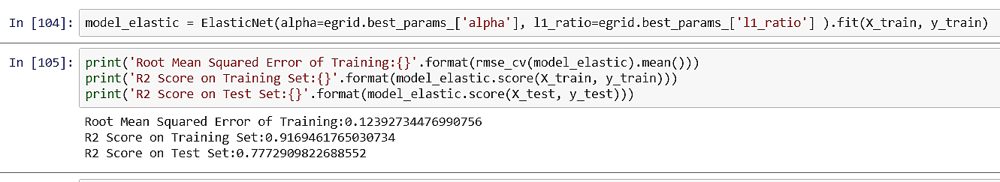 In [104]: model_elastic = ElasticNet(alpha=egrid.best_params_['alpha'], l1_ratio=egrid.best_params_['l1_ratio'] ).fit(X_train, y_train)
In [105]: print('Root Mean Squared Error of Training:{}'.format(rmse_cv(model_elastic).mean()))
print('R2 Score on Training Set:{}'.format(model_elastic.score(X_train, y_train)))
print('R2 Score on Test Set:{}'.format(model_elastic.score(X_test, y_test)))
Root Mean Squared Error of Training:0.12392734476990756
R2 Score on Training Set:0.9169461765030734
R2 Score on Test Set:0.7772909822688552